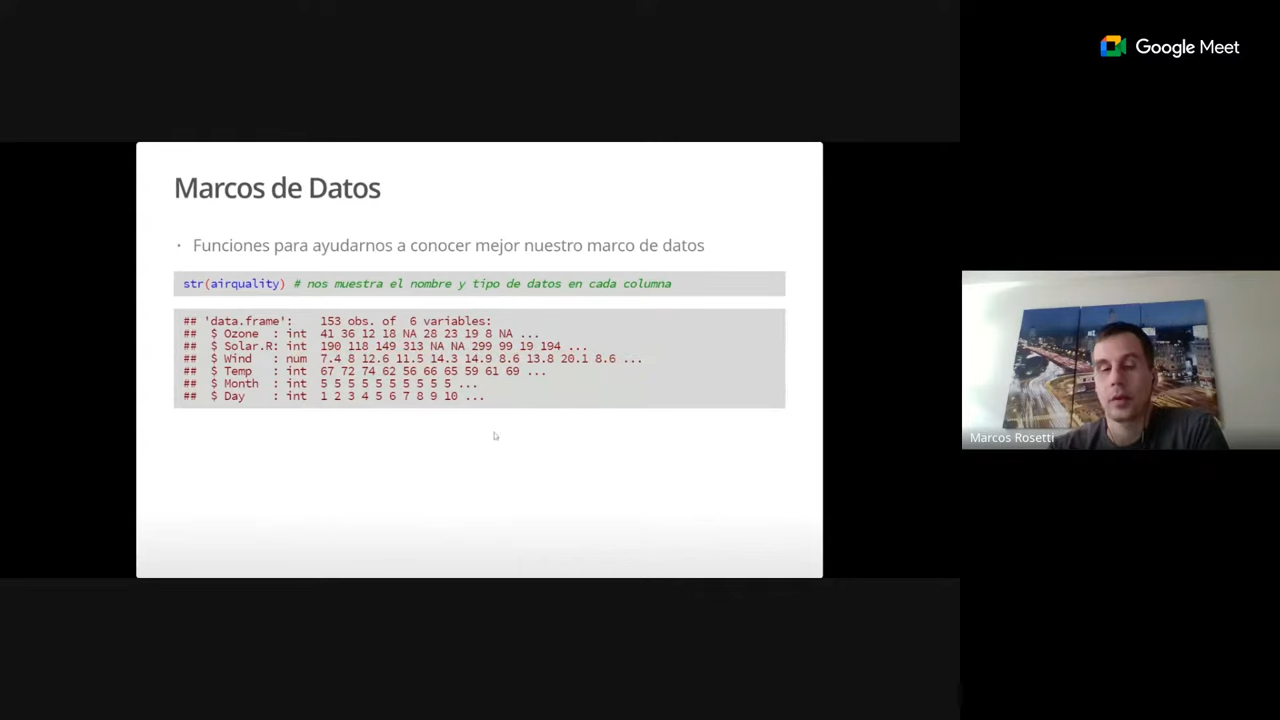 Google Meet
Marcos de Datos
· Funciones para ayudarnos a conocer mejor nuestro marco de datos
str(airquality) # nos muestra el nombre y tipo de datos en cada columna
## 'data.frame':    153 obs. of  6 variables:
##  $ Ozone  : int  41 36 12 18 NA 28 23 19 8 NA ...
##  $ Solar.R: int  190 118 149 313 NA NA 299 99 19 194 ...
##  $ Wind   : num  7.4 8 12.6 11.5 14.3 14.9 8.6 13.8 20.1 8.6 ...
##  $ Temp   : int  67 72 74 62 56 66 65 59 61 69 ...
##  $ Month  : int  5 5 5 5 5 5 5 5 5 5 ...
##  $ Day    : int  1 2 3 4 5 6 7 8 9 10 ...
Marcos Rosetti